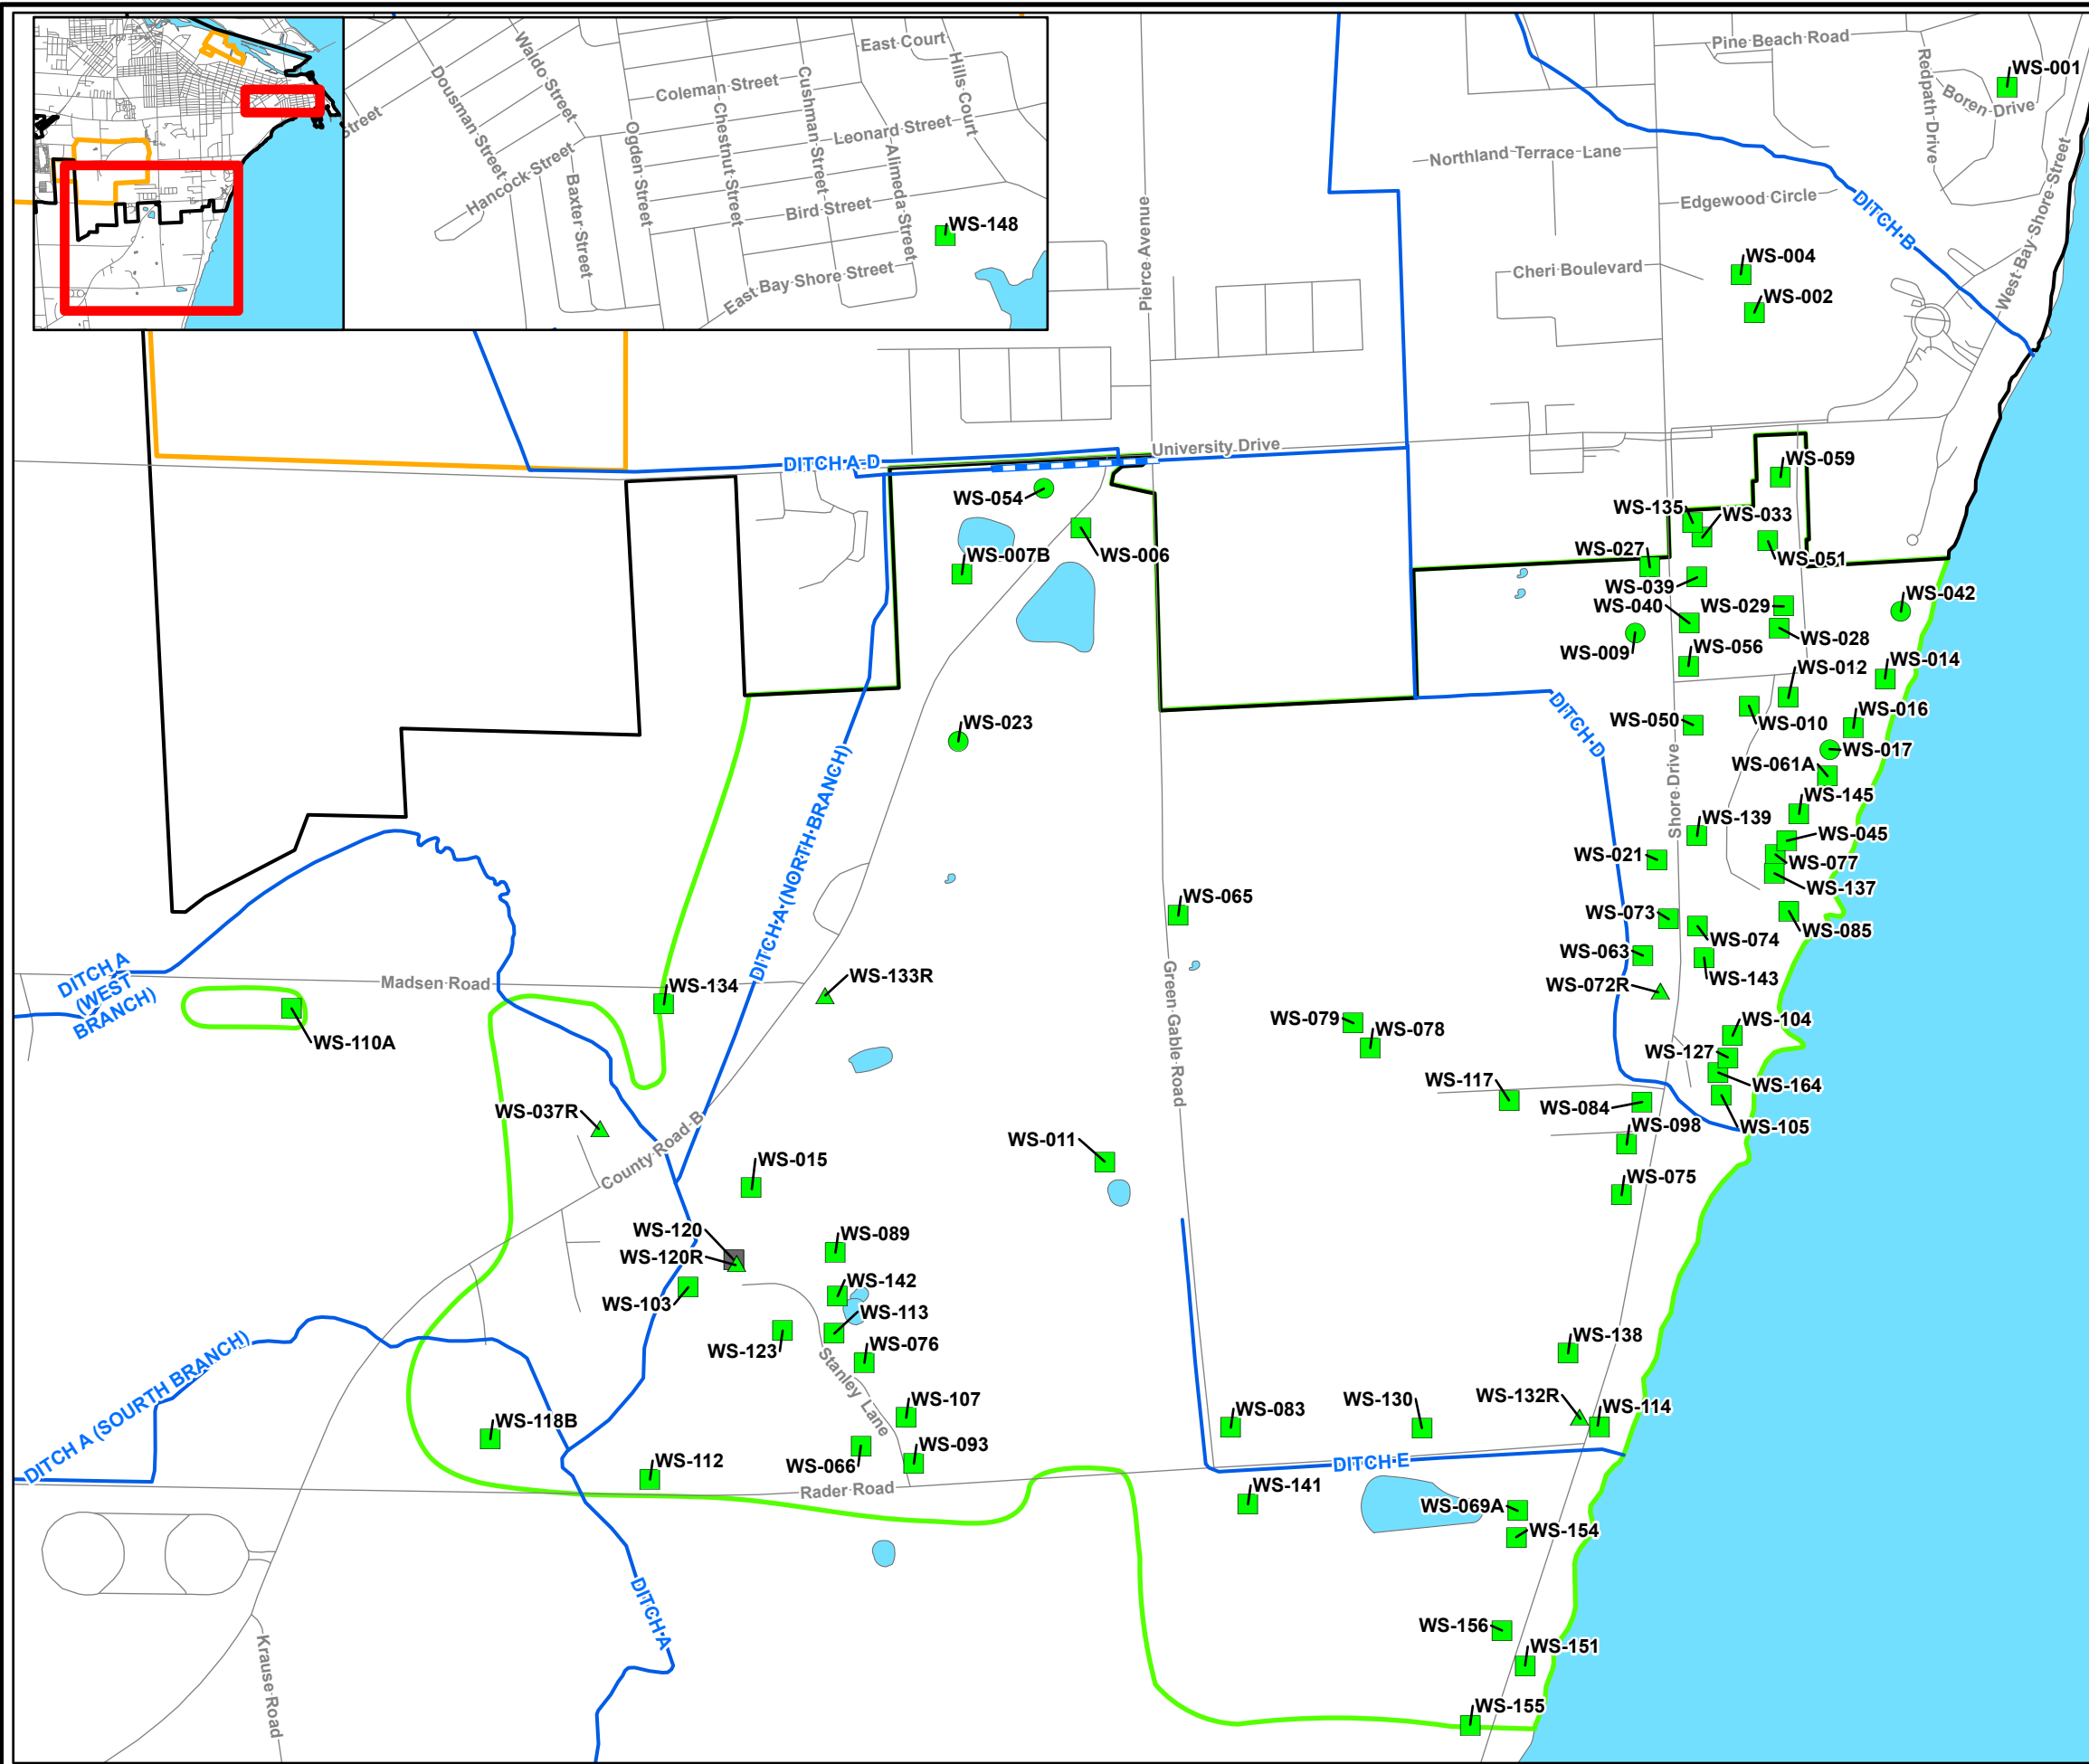 East Court
Hills Court
Waldo Street
Dousman Street
Coleman Street
Cushman Street
Street
Ogden Street
Chestnut Street
Leonard Street
Alimeda Street
Hancock Street
Baxter Street
Bird Street
WS-148
East Bay Shore Street
Pierce Avenue
Pine Beach Road
Redpath Drive
WS-001
Boren Drive
Northland Terrace Lane
Edgewood Circle
DITCH B
West Bay Shore Street
WS-004
Cheri Boulevard
WS-002
University Drive
DITCH A-D
WS-059
WS-054
WS-135
WS-033
WS-007B
WS-006
WS-027
WS-051
WS-039
WS-042
WS-040
WS-029
WS-028
WS-009
WS-056
WS-014
WS-012
WS-023
WS-050
WS-010
WS-016
DITCH D
WS-017
WS-061A
Shore Drive
WS-145
DITCH A (NORTH BRANCH)
WS-139
WS-045
WS-021
WS-077
WS-137
WS-065
WS-073
WS-085
WS-074
WS-063
DITCH A
(WEST
BRANCH)
Madsen Road
WS-134
WS-133R
WS-143
WS-072R
Green Gable Road
WS-110A
WS-079
WS-078
WS-104
WS-127
WS-117
WS-164
WS-084
WS-037R
County Road B
WS-098
WS-105
WS-011
WS-015
WS-075
WS-120
WS-120R
WS-089
WS-142
WS-103
WS-113
WS-123
WS-076
Stanley Lane
WS-138
DITCH A (SOURTH BRANCH)
WS-107
WS-130
WS-132R
WS-083
WS-114
WS-118B
WS-093
WS-066
WS-112
DITCH E
Rader Road
WS-141
WS-069A
WS-154
DITCH A
WS-156
WS-151
Krause Road
WS-155